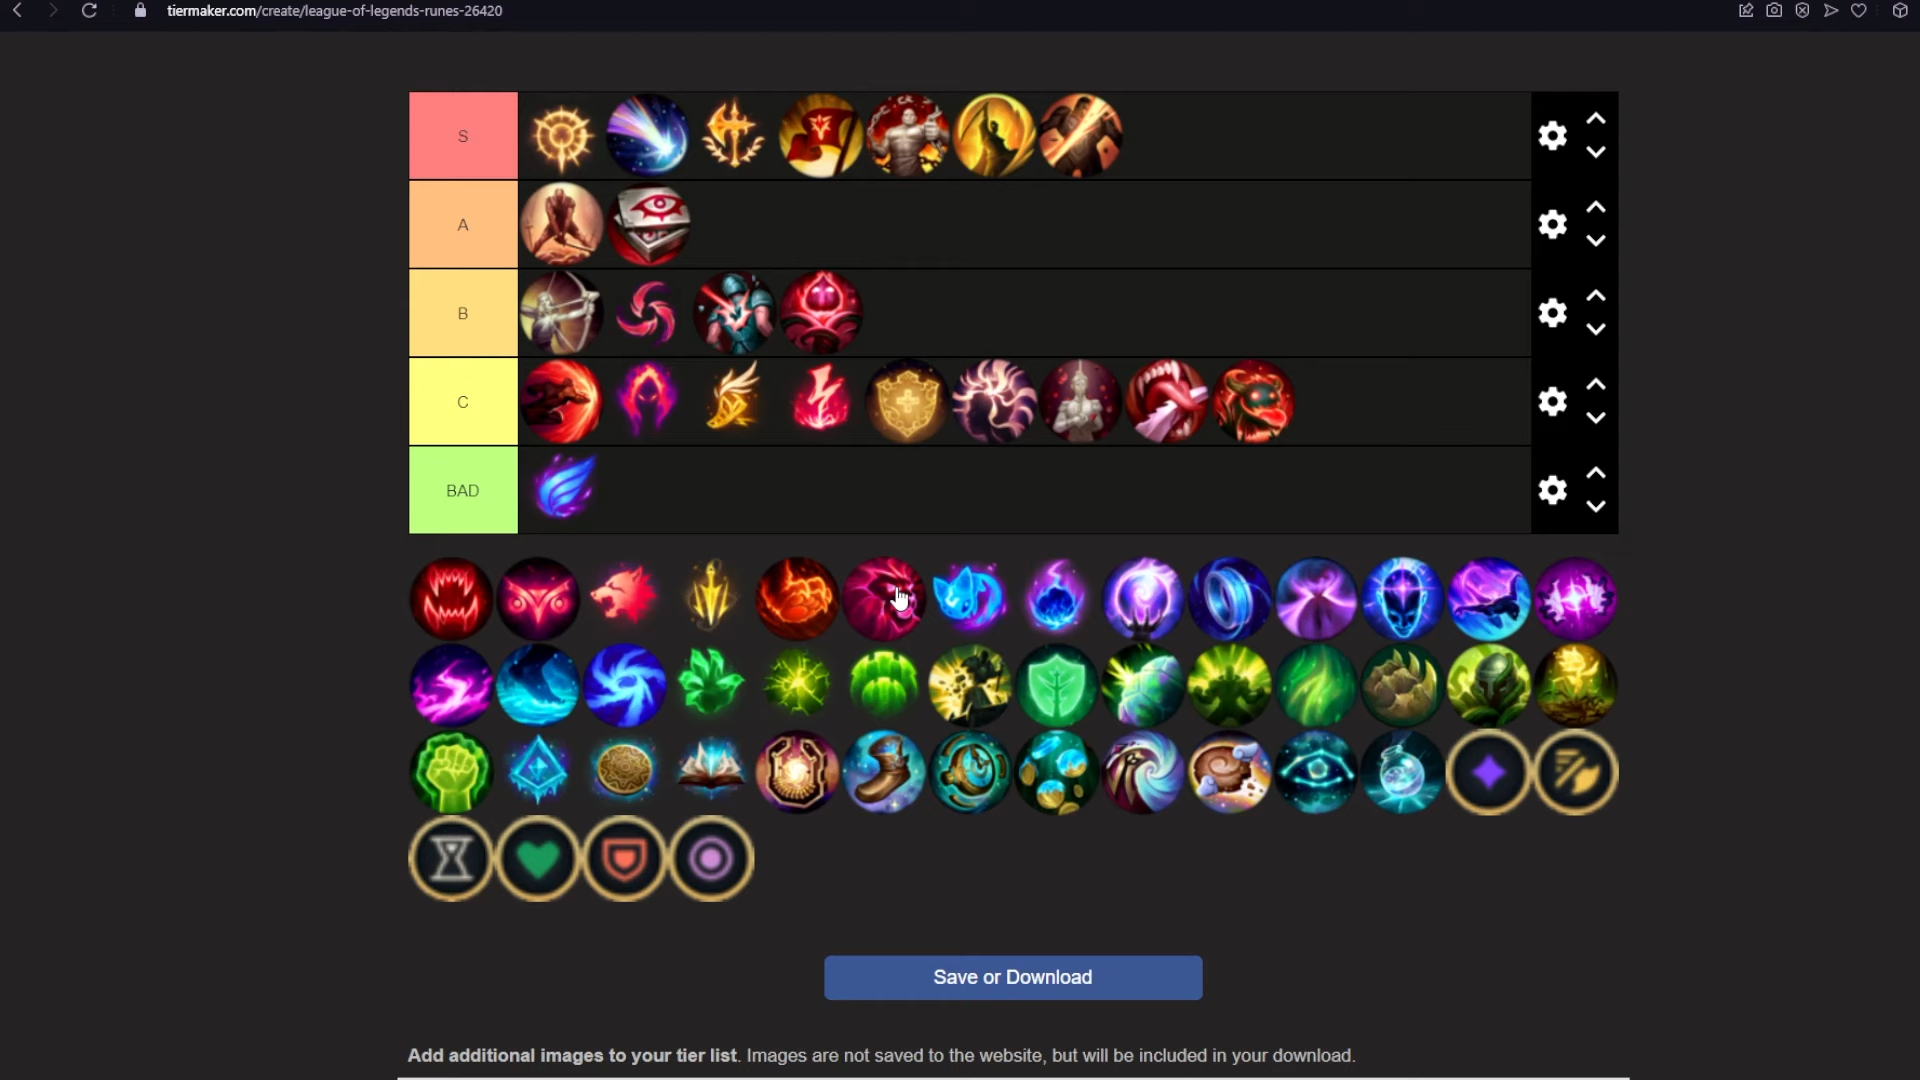 tiermaker.com/create/league-of-legends-runes-26420
S
A
B
C
BAD
Save or Download
Add additional images to your tier list. Images are not saved to the website, but will be included in your download.